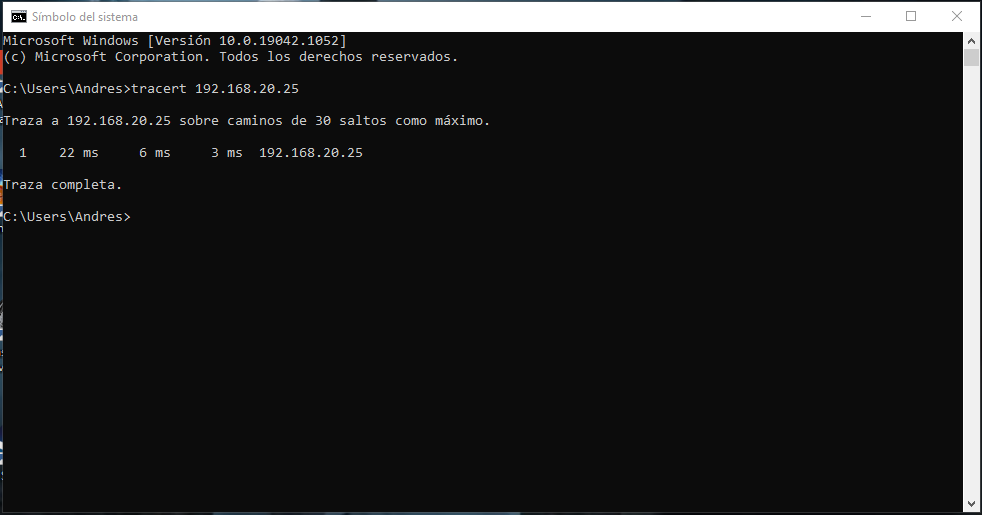 Símbolo del sistema
Microsoft Windows [Versión 10.0.19042.1052]
(c) Microsoft Corporation. Todos los derechos reservados.
C:\Users\Andres>tracert 192.168.20.25
Traza a 192.168.20.25 sobre caminos de 30 saltos como máximo.
1 22 ms 6 ms 3 ms 192.168.20.25
Traza completa.
C:\Users\Andres>